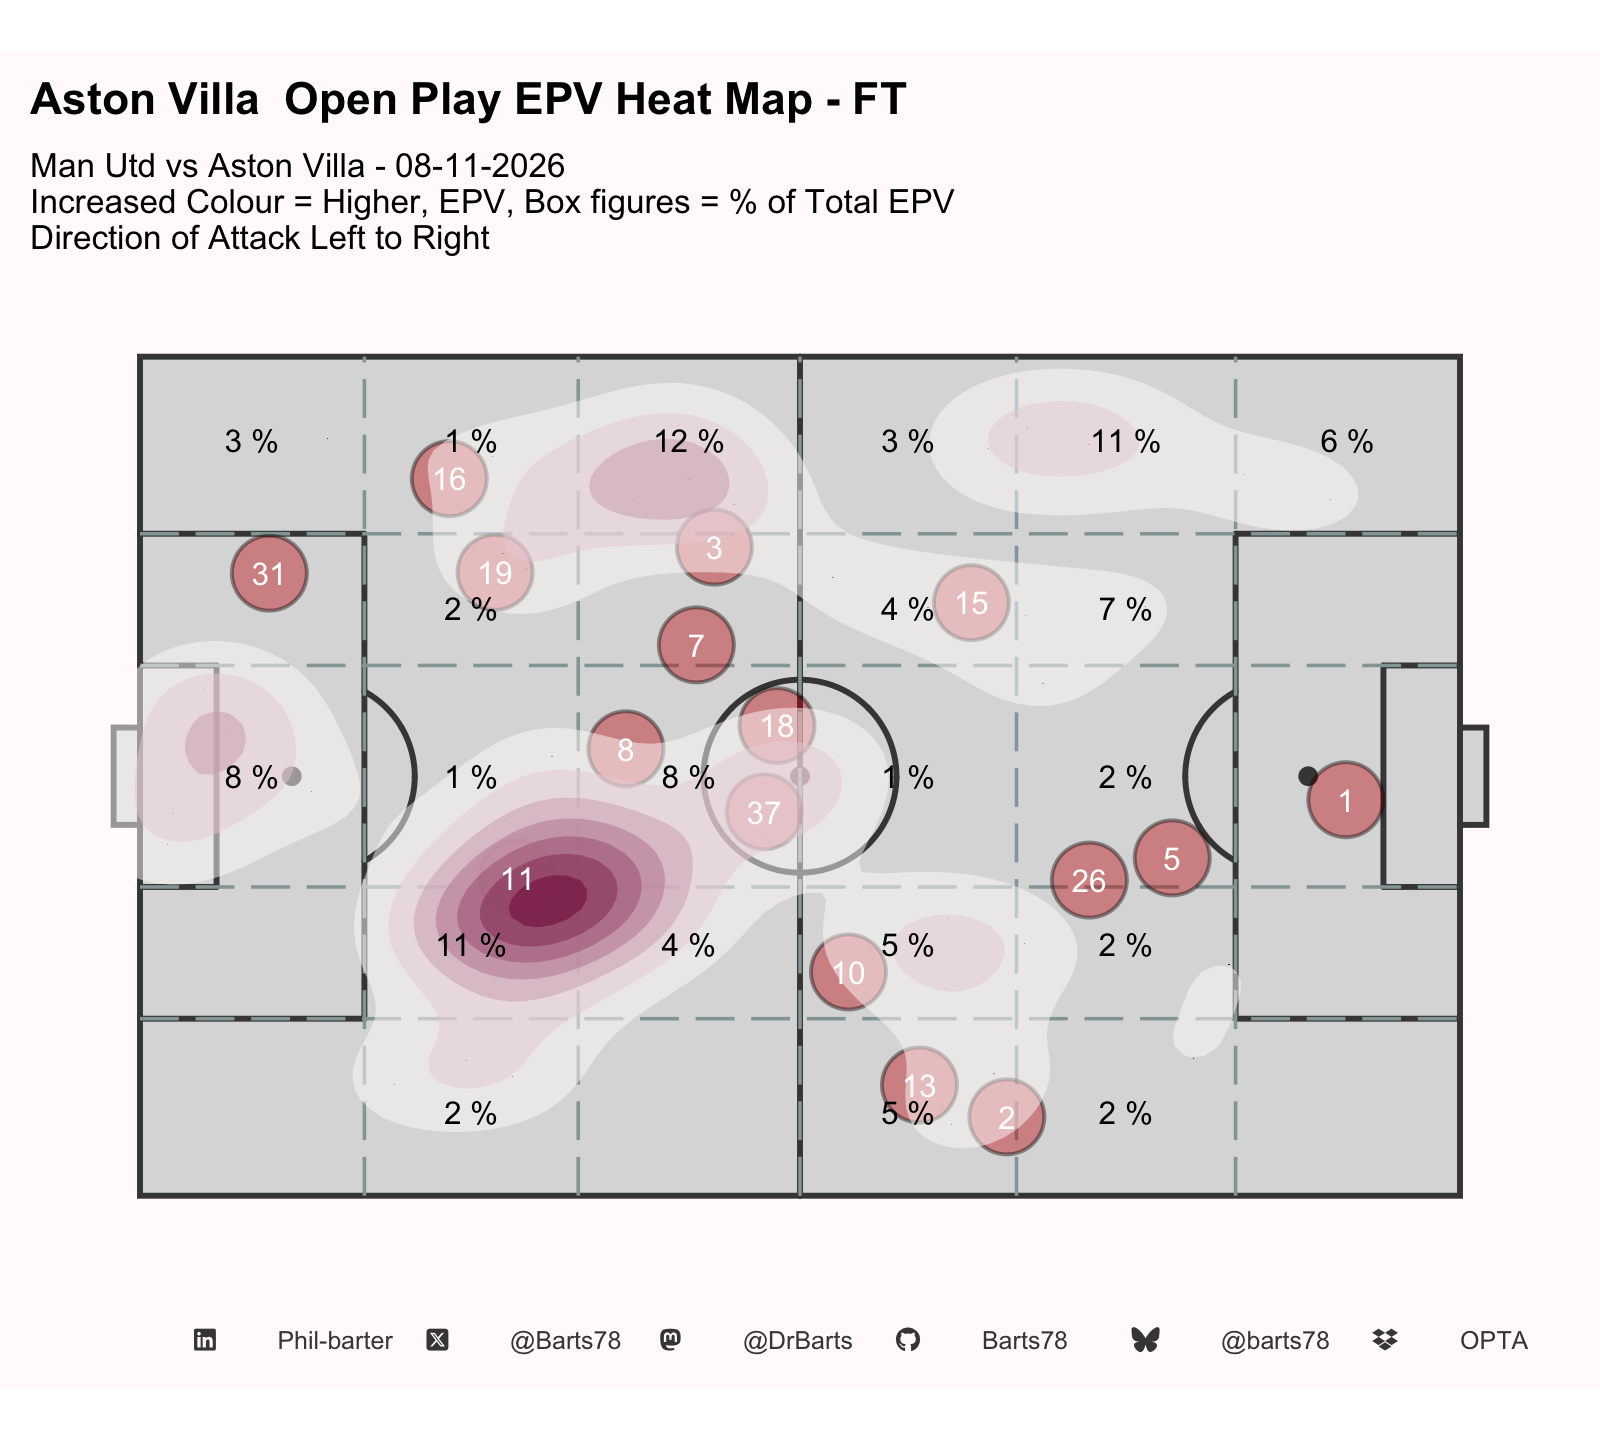 Aston Villa  Open Play EPV Heat Map - FT
Man Utd vs Aston Villa - 08-11-2026
Increased Colour = Higher, EPV, Box figures = % of Total EPV
Direction of Attack Left to Right
3 % 1 % 12 % 3 % 11 % 6 %
16
3
31 19
15
2 % 4 % 7 %
7
18
8
8 % 1 % 8 % 1 % 2 %
1
37
5
11 26
11 % 4 % 5 % 2 %
10
13
2 % 5 % 2 2 %
Phil-barter @Barts78 @DrBarts Barts78 @barts78 OPTA